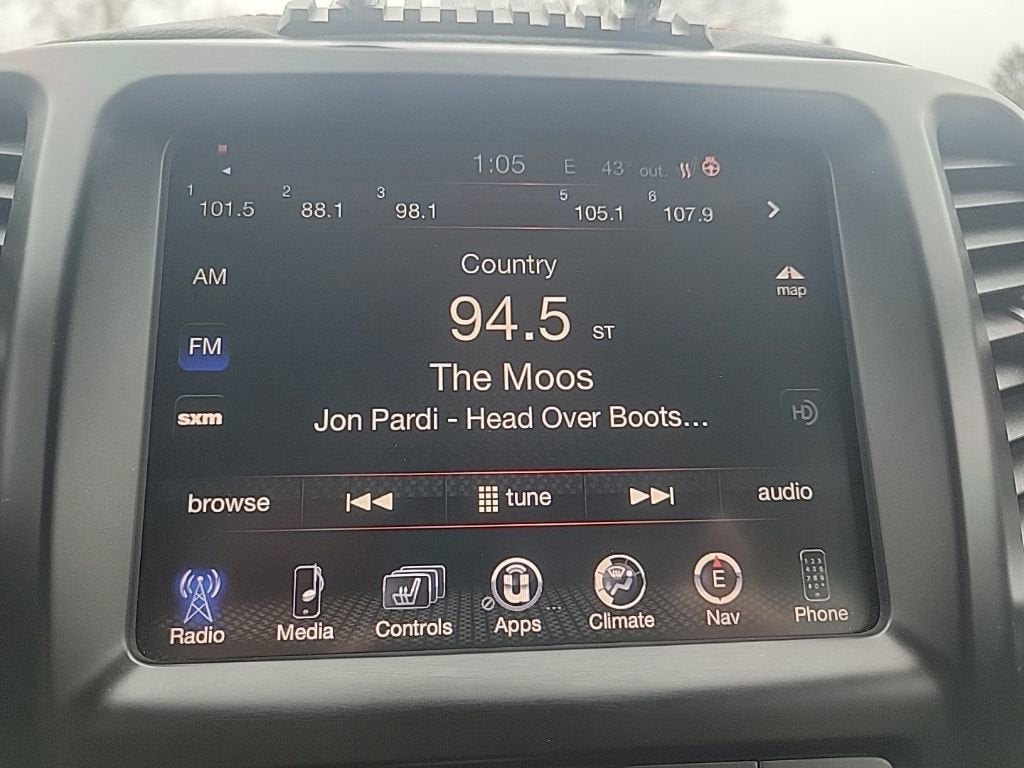 1:05 E 43° out.
1 101.5 2 88.1 3 98.1 5 105.1 6 107.9
AM
Country
map
94.5 ST
FM
The Moos
sxm
Jon Pardi - Head Over Boots...
HD
browse tune audio
E
Radio Media Controls Apps ... Climate Nav Phone